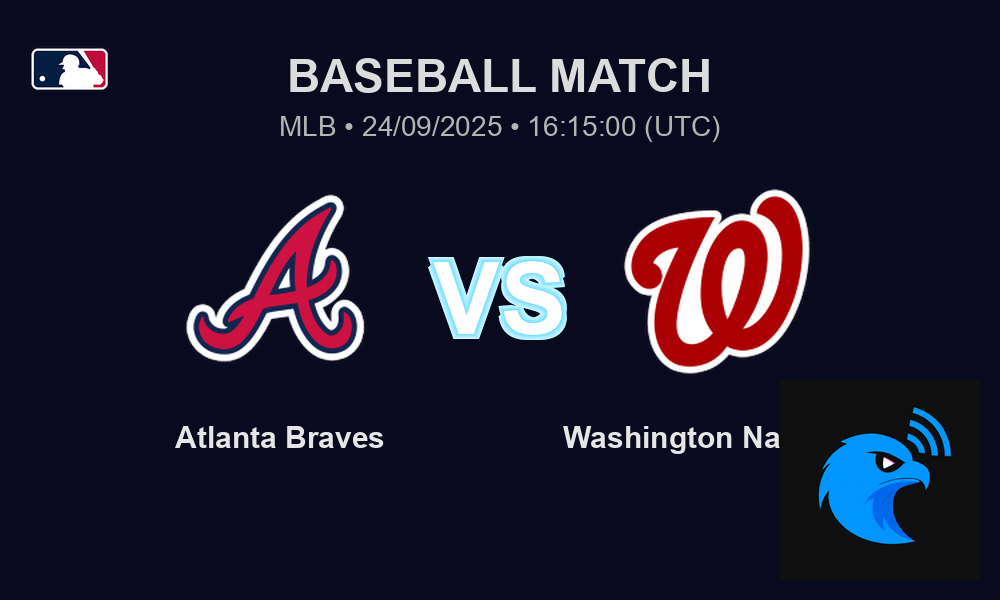 BASEBALL MATCH
MLB • 24/09/2025 • 16:15:00 (UTC)
A
VS
W
Atlanta Braves
Washington Na